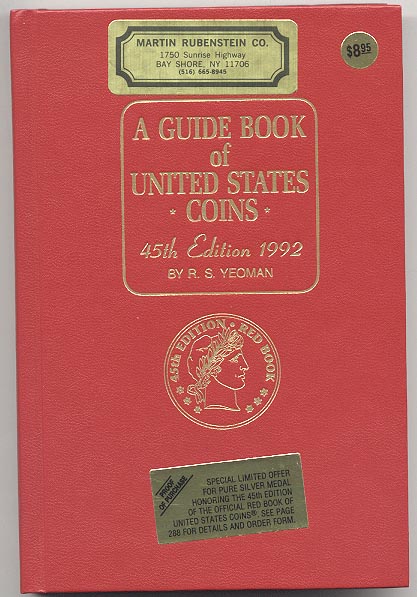 MARTIN RUBENSTEIN CO.
1750 Sunrise Highway
BAY SHORE, NY 11706
(516) 665-8945
$8.95
A GUIDE BOOK
of
UNITED STATES
* COINS *
45th Edition 1992
BY R. S. YEOMAN
45th EDITION • RED BOOK
PROOF
OF PURCHASE
SPECIAL LIMITED OFFER
FOR PURE SILVER MEDAL
HONORING THE 45th EDITION
OF THE OFFICIAL RED BOOK OF
UNITED STATES COINS®. SEE PAGE
288 FOR DETAILS AND ORDER FORM.